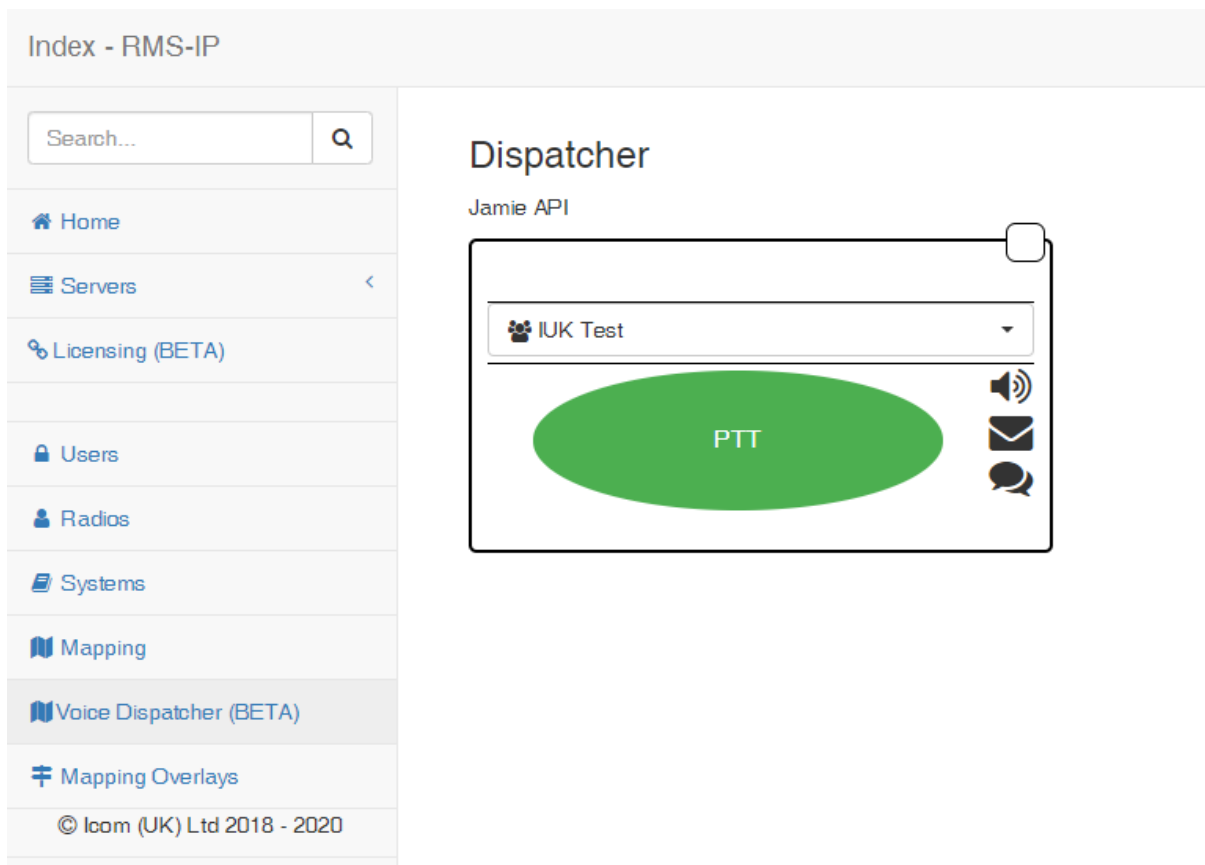 Index - RMS-IP
Search...
Home
Servers
Licensing (BETA)
Users
Radios
Systems
Mapping
Voice Dispatcher (BETA)
Mapping Overlays
© Icom (UK) Ltd 2018 - 2020
Dispatcher
Jamie API
IUK Test
PTT